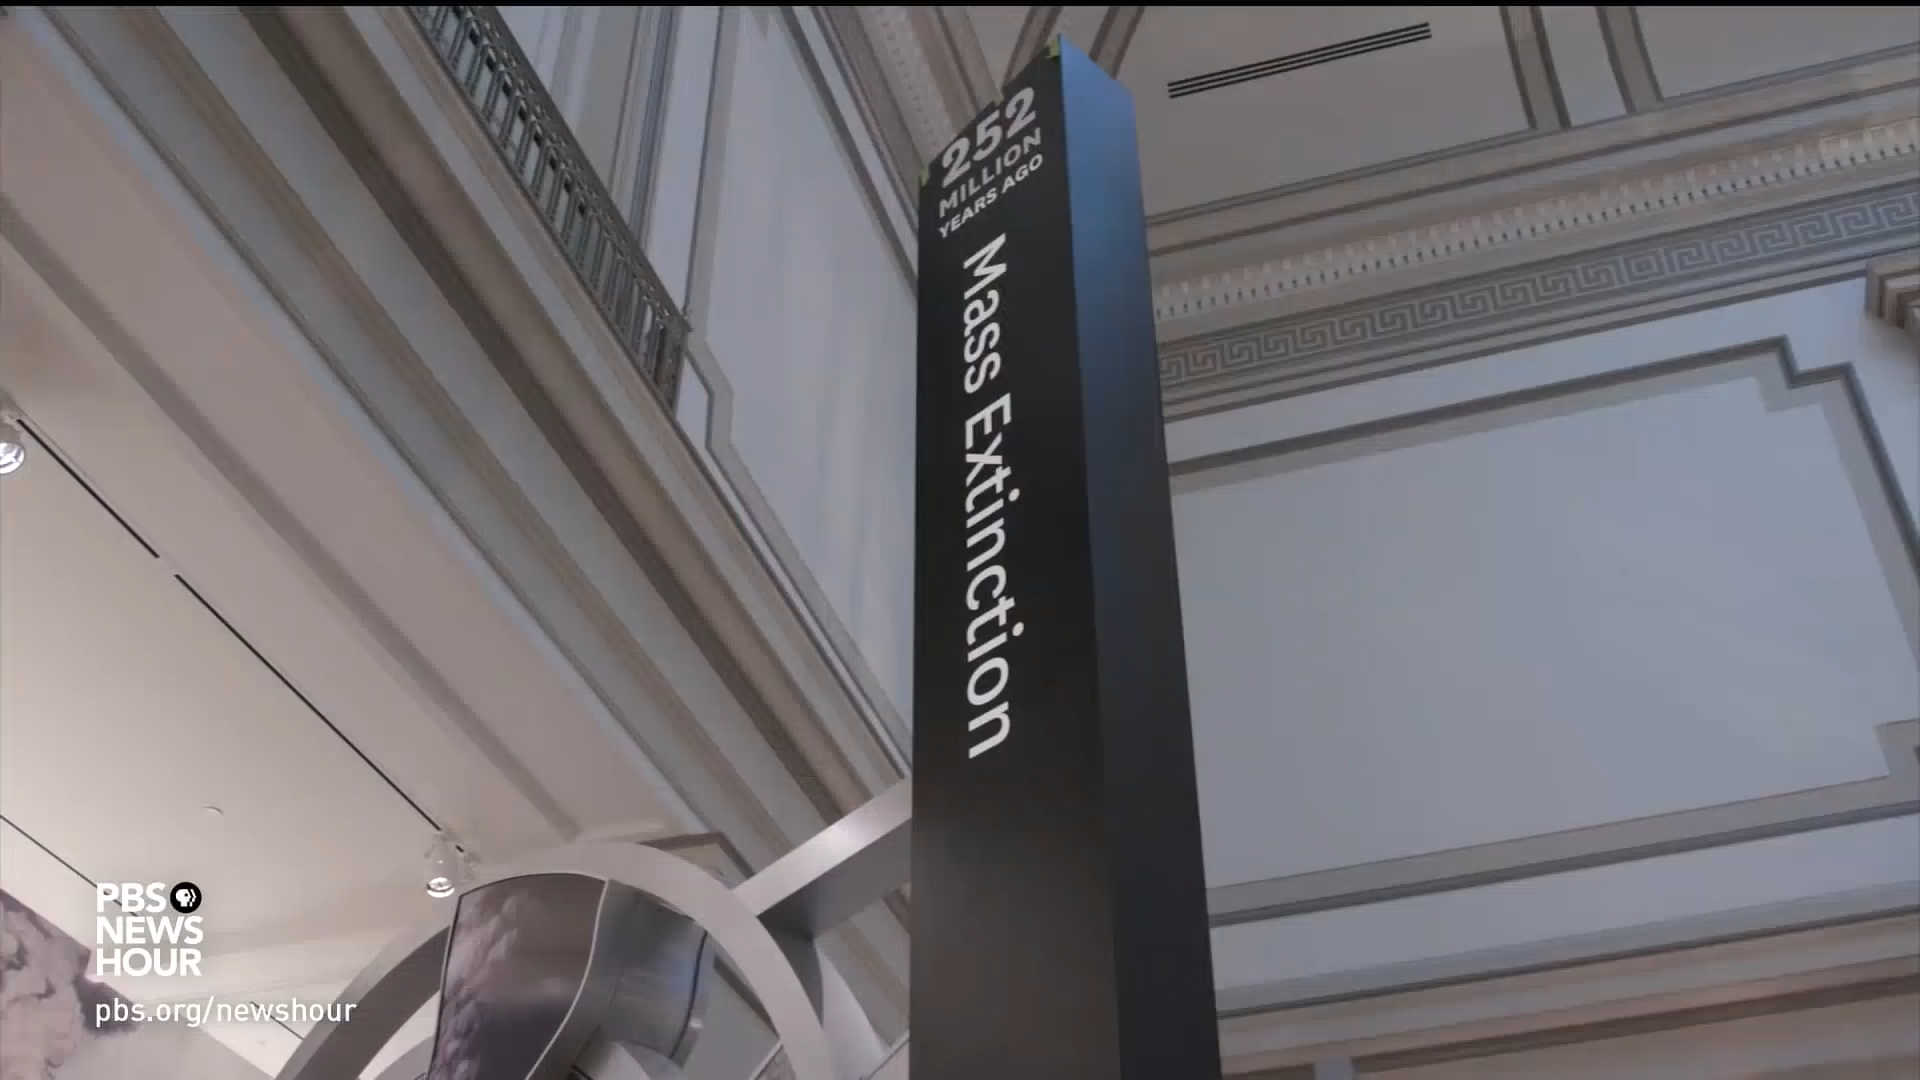 252
MILLION
YEARS AGO
Mass Extinction
PBS
NEWS
HOUR
pbs.org/newshour